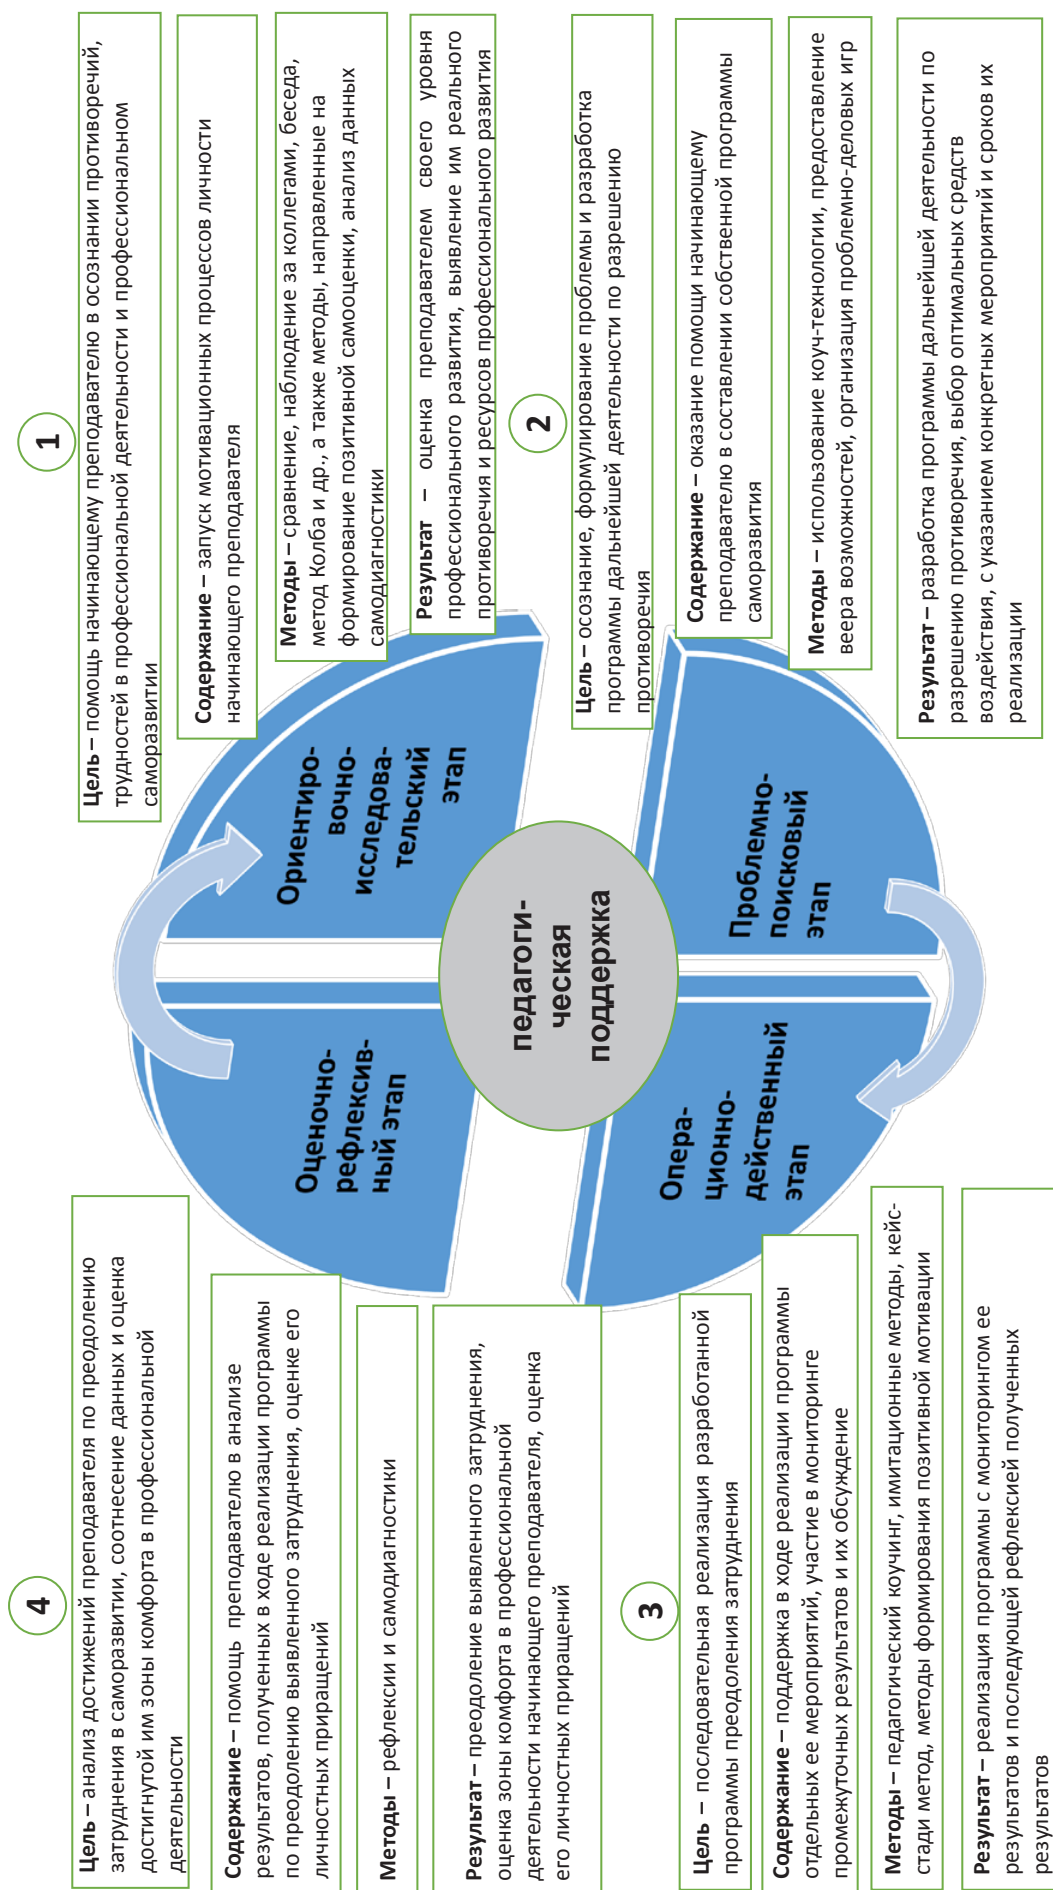 1
Цель – помощь начинающему преподавателю в осознании противоречий,
трудностей в профессиональной деятельности и профессиональном
саморазвитии
Содержание – запуск мотивационных процессов личности
начинающего преподавателя
Методы – сравнение, наблюдение за коллегами, беседа,
метод Колба и др., а также методы, направленные на
формирование позитивной самооценки, анализ данных
самодиагностики
Результат – оценка преподавателем своего уровня
профессионального развития, выявление им реального
противоречия и ресурсов профессионального развития
2
Цель – осознание, формулирование проблемы и разработка
программы дальнейшей деятельности по разрешению
противоречия
Содержание – оказание помощи начинающему
преподавателю в составлении собственной программы
саморазвития
Методы – использование коуч-технологии, предоставление
веера возможностей, организация проблемно-деловых игр
Результат – разработка программы дальнейшей деятельности по
разрешению противоречия, выбор оптимальных средств
воздействия, с указанием конкретных мероприятий и сроков их
реализации
Оценочно-
рефлексив-
ный этап
Ориентиро-
вочно-
исследова-
тельский
этап
педагоги-
ческая
поддержка
Опера-
ционно-
действенный
этап
Проблемно-
поисковый
этап
4
Цель – анализ достижений преподавателя по преодолению
затруднения в саморазвитии, соотнесение данных и оценка
достигнутой им зоны комфорта в профессиональной
деятельности
Содержание – помощь преподавателю в анализе
результатов, полученных в ходе реализации программы
по преодолению выявленного затруднения, оценке его
личностных приращений
Методы – рефлексии и самодиагностики
Результат – преодоление выявленного затруднения,
оценка зоны комфорта в профессиональной
деятельности начинающего преподавателя, оценка
его личностных приращений
3
Цель – последовательная реализация разработанной
программы преодоления затруднения
Содержание – поддержка в ходе реализации программы
отдельных ее мероприятий, участие в мониторинге
промежуточных результатов и их обсуждение
Методы – педагогический коучинг, имитационные методы, кейс-
стади метод, методы формирования позитивной мотивации
Результат – реализация программы с мониторингом ее
результатов и последующей рефлексией полученных
результатов